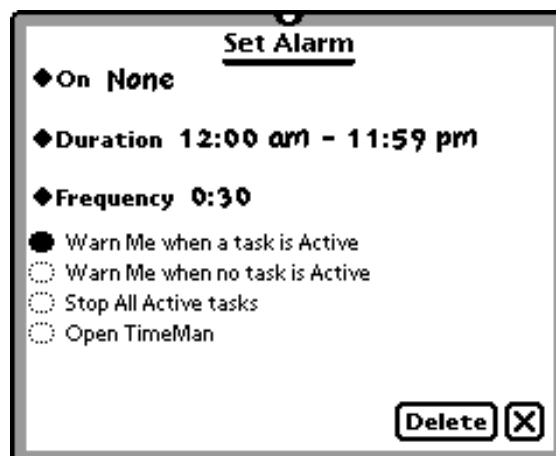 Set Alarm
◆On None
◆Duration 12:00 am - 11:59 pm
◆Frequency 0:30
Warn Me when a task is Active
Warn Me when no task is Active
Stop All Active tasks
Open TimeMan
Delete